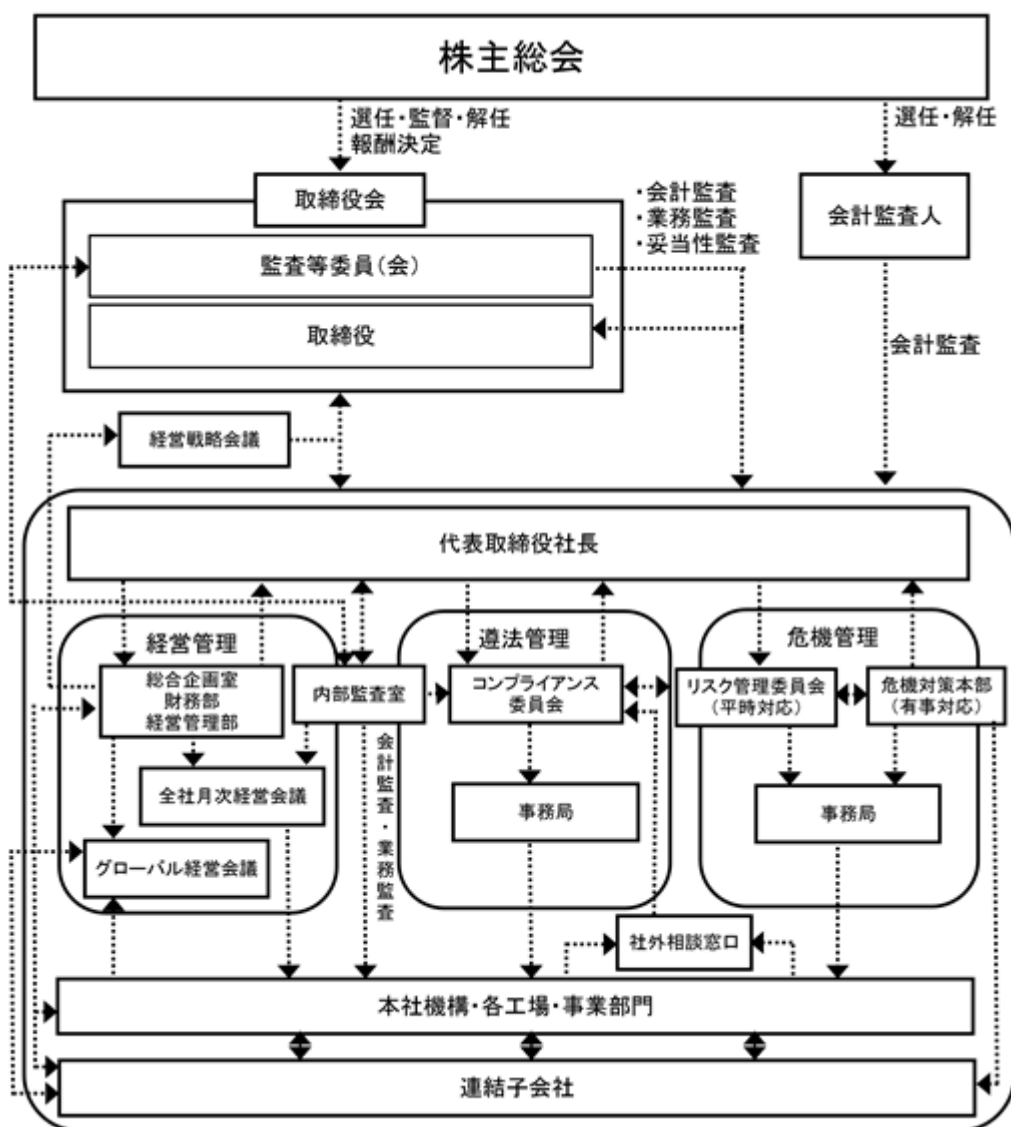 株主総会
選任・監督・解任
報酬決定
選任・解任
取締役会
・会計監査
・業務監査
・妥当性監査
会計監査人
監査等委員(会)
取締役
会計監査
経営戦略会議
代表取締役社長
経営管理
遵法管理
危機管理
総合企画室
財務部
経営管理部
内部監査室
コンプライアンス
委員会
リスク管理委員会
(平時対応)
危機対策本部
(有事対応)
会計監査・業務監査
全社月次経営会議
事務局
事務局
グローバル経営会議
社外相談窓口
本社機構・各工場・事業部門
連結子会社